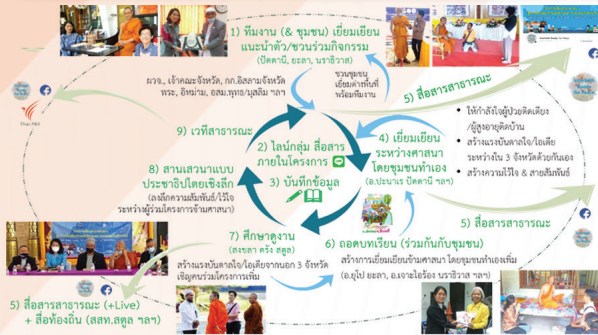 1) ทีมงาน (& ชุมชน) เยี่ยมเยียน
แนะนำตัว/ชวนร่วมกิจกรรม
(ปัตตานี, ยะลา, นราธิวาส)
ผวจ., เจ้าคณะจังหวัด, กก.อิสลามจังหวัด
พระ, อิหม่าม, อสม.พุทธ/มุสลิม ฯลฯ
ชวนชุมชน
เยี่ยมค่างพื้นที่
พร้อมทีมงาน
5) สื่อสารสาธารณะ
• ให้กำลังใจผู้ป่วยติดเตียง
/ผู้สูงอายุติดบ้าน
• สร้างแรงบันดาลใจ/ไอเดีย
ระหว่างใน 3 จังหวัดด้วยกันเอง
• สร้างความไว้ใจ & สายสัมพันธ์
Thai PBS
9) เวทีสาธารณะ
2) ไลน์กลุ่ม สื่อสาร
ภายในโครงการ
3) บันทึกข้อมูล
4) เยี่ยมเยียน
ระหว่างศาสนา
โดยชุมชนทำเอง
(อ.ปะนาเร ปัตตานี ฯลฯ)
8) สานเสวนาแบบ
ประชาธิปไตยเชิงลึก
(ลงลึกความสัมพันธ์/ไว้ใจ
ระหว่างผู้ร่วมโครงการข้ามศาสนา)
5) สื่อสารสาธารณะ
7) ศึกษาดูงาน
(สงขลา ตรัง สตูล)
สร้างแรงบันดาลใจ/ไอเดียจากนอก 3 จังหวัด
เชิญคนร่วมโครงการเพิ่ม
6) ถอดบทเรียน (ร่วมกันกับชุมชน)
สร้างการเยี่ยมเยียนข้ามศาสนา โดยชุมชนทำเองเพิ่ม
(อ.ยุโป ยะลา, อ.เจาะไอร้อง นราธิวาส ฯลฯ)
5) สื่อสารสาธารณะ (+Live)
+ สื่อท้องถิ่น (สสท.สตูล ฯลฯ)